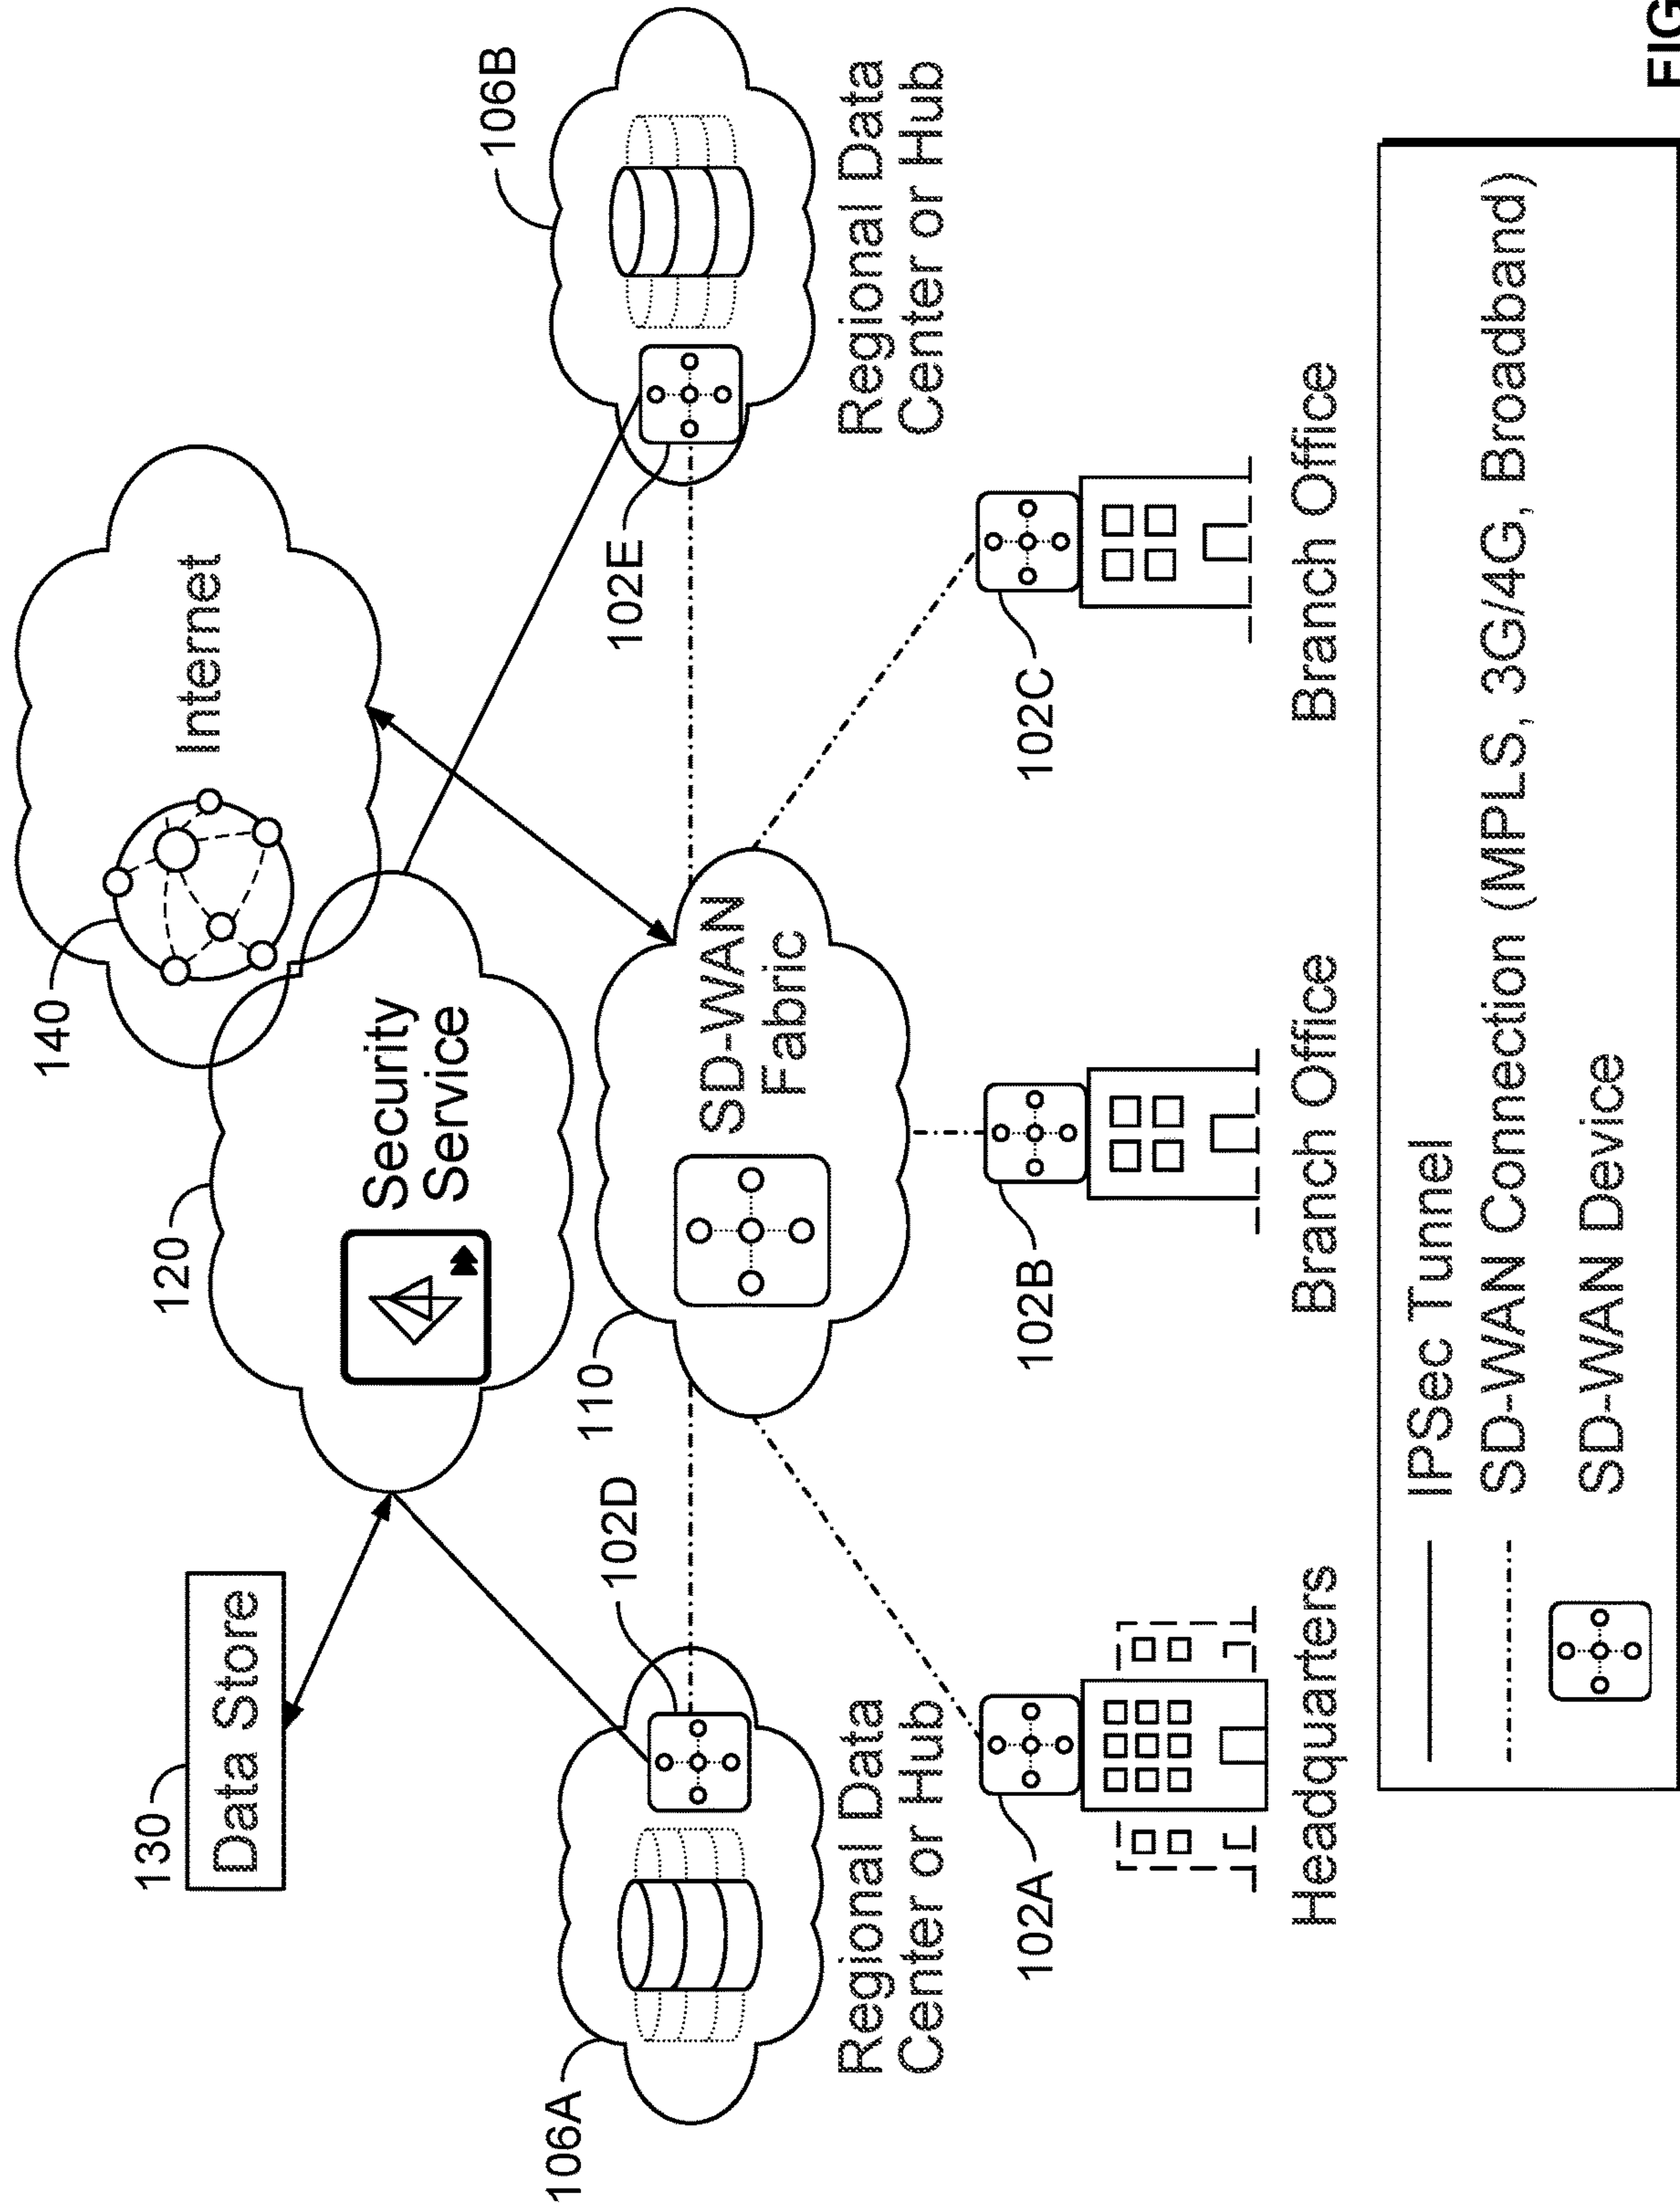 140
Internet
120
Security
Service
130
Data Store
106B
102E
Regional Data
Center or Hub
110
SD-WAN
Fabric
102D
106A
Regional Data
Center or Hub
102A
Headquarters
102B
Branch Office
102C
Branch Office
IPSec Tunnel
SD-WAN Connection (MPLS, 3G/4G, Broadband)
SD-WAN Device
FIG